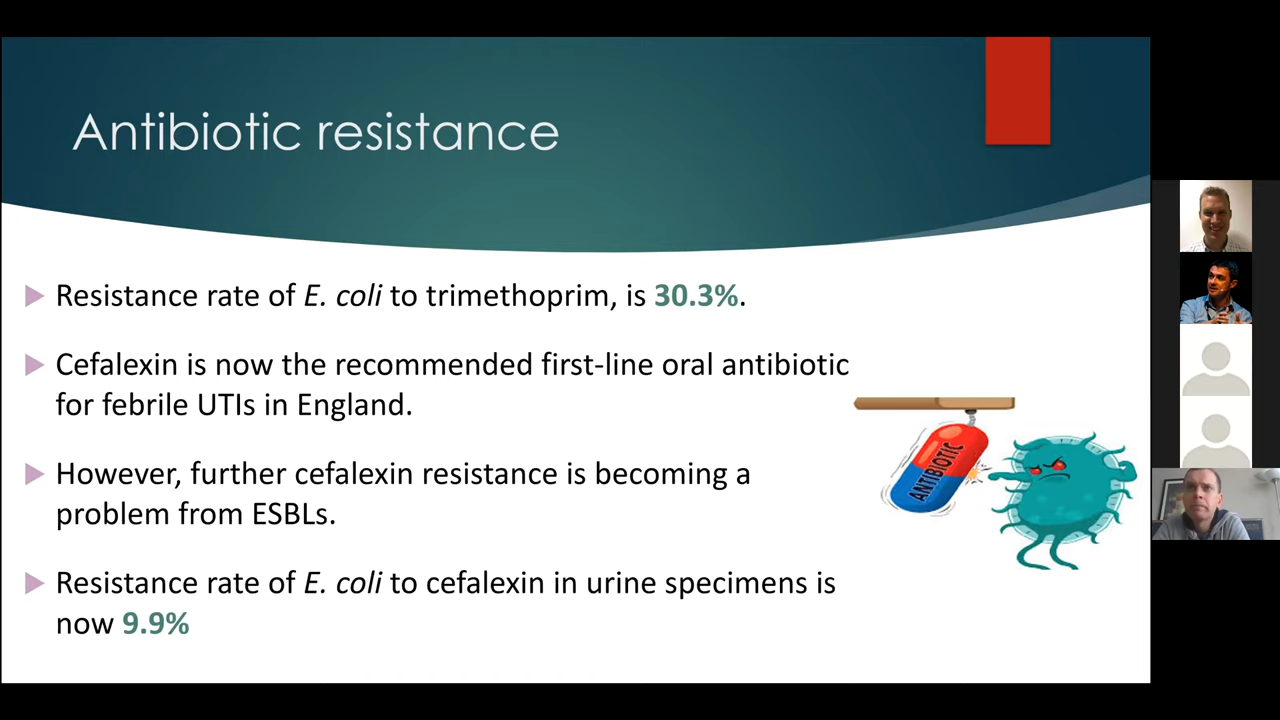 Antibiotic resistance
Resistance rate of E. coli to trimethoprim, is 30.3%.
Cefalexin is now the recommended first-line oral antibiotic
for febrile UTIs in England.
However, further cefalexin resistance is becoming a
problem from ESBLs.
Resistance rate of E. coli to cefalexin in urine specimens is
now 9.9%
ANTIBIOTIC